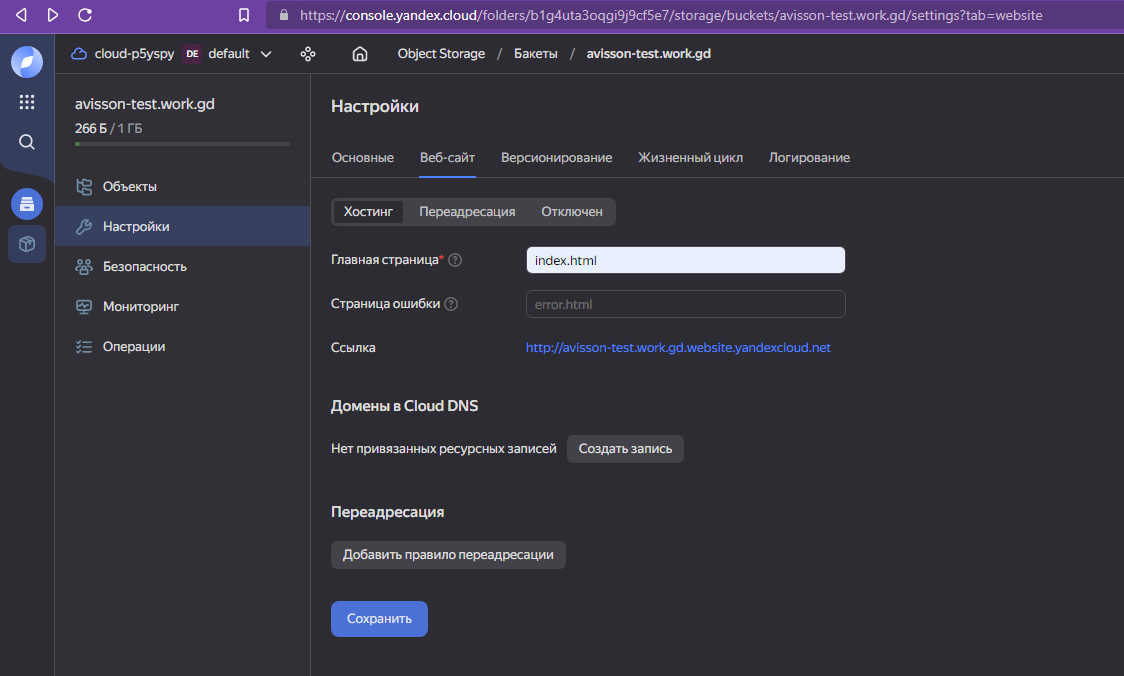 https://console.yandex.cloud/folders/b1g4uta3oqgi9j9cf5e7/storage/buckets/avisson-test.work.gd/settings?tab=website
cloud-p5yspy DE default Object Storage / Бакеты / avisson-test.work.gd
avisson-test.work.gd
266 Б / 1 ГБ
Объекты
Настройки
Безопасность
Мониторинг
Операции
Настройки
Основные Веб-сайт Версионирование Жизненный цикл Логирование
Хостинг Переадресация Отключен
Главная страница* index.html
Страница ошибки error.html
Ссылка http://avisson-test.work.gd.website.yandexcloud.net
Домены в Cloud DNS
Нет привязанных ресурсных записей Создать запись
Переадресация
Добавить правило переадресации
Сохранить